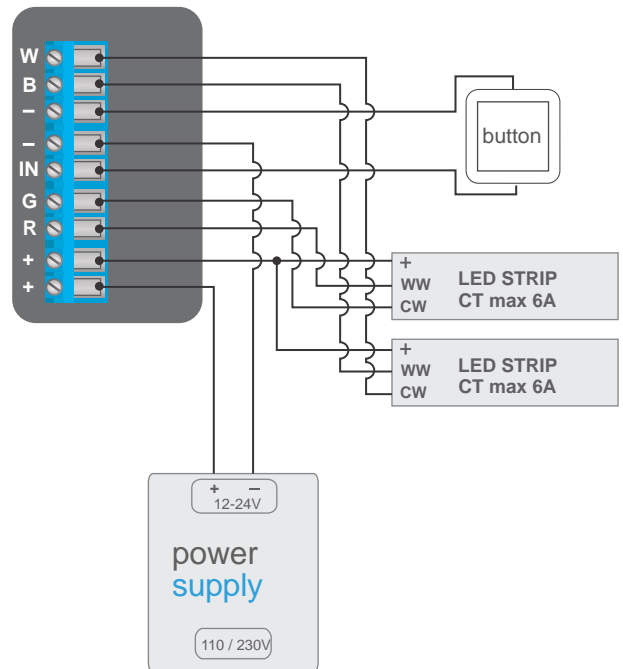 W
B
–
–
IN
G
R
+
+
button
+
WW
CW
LED STRIP
CT max 6A
+
WW
CW
LED STRIP
CT max 6A
+ –
12-24V
power
supply
110 / 230V